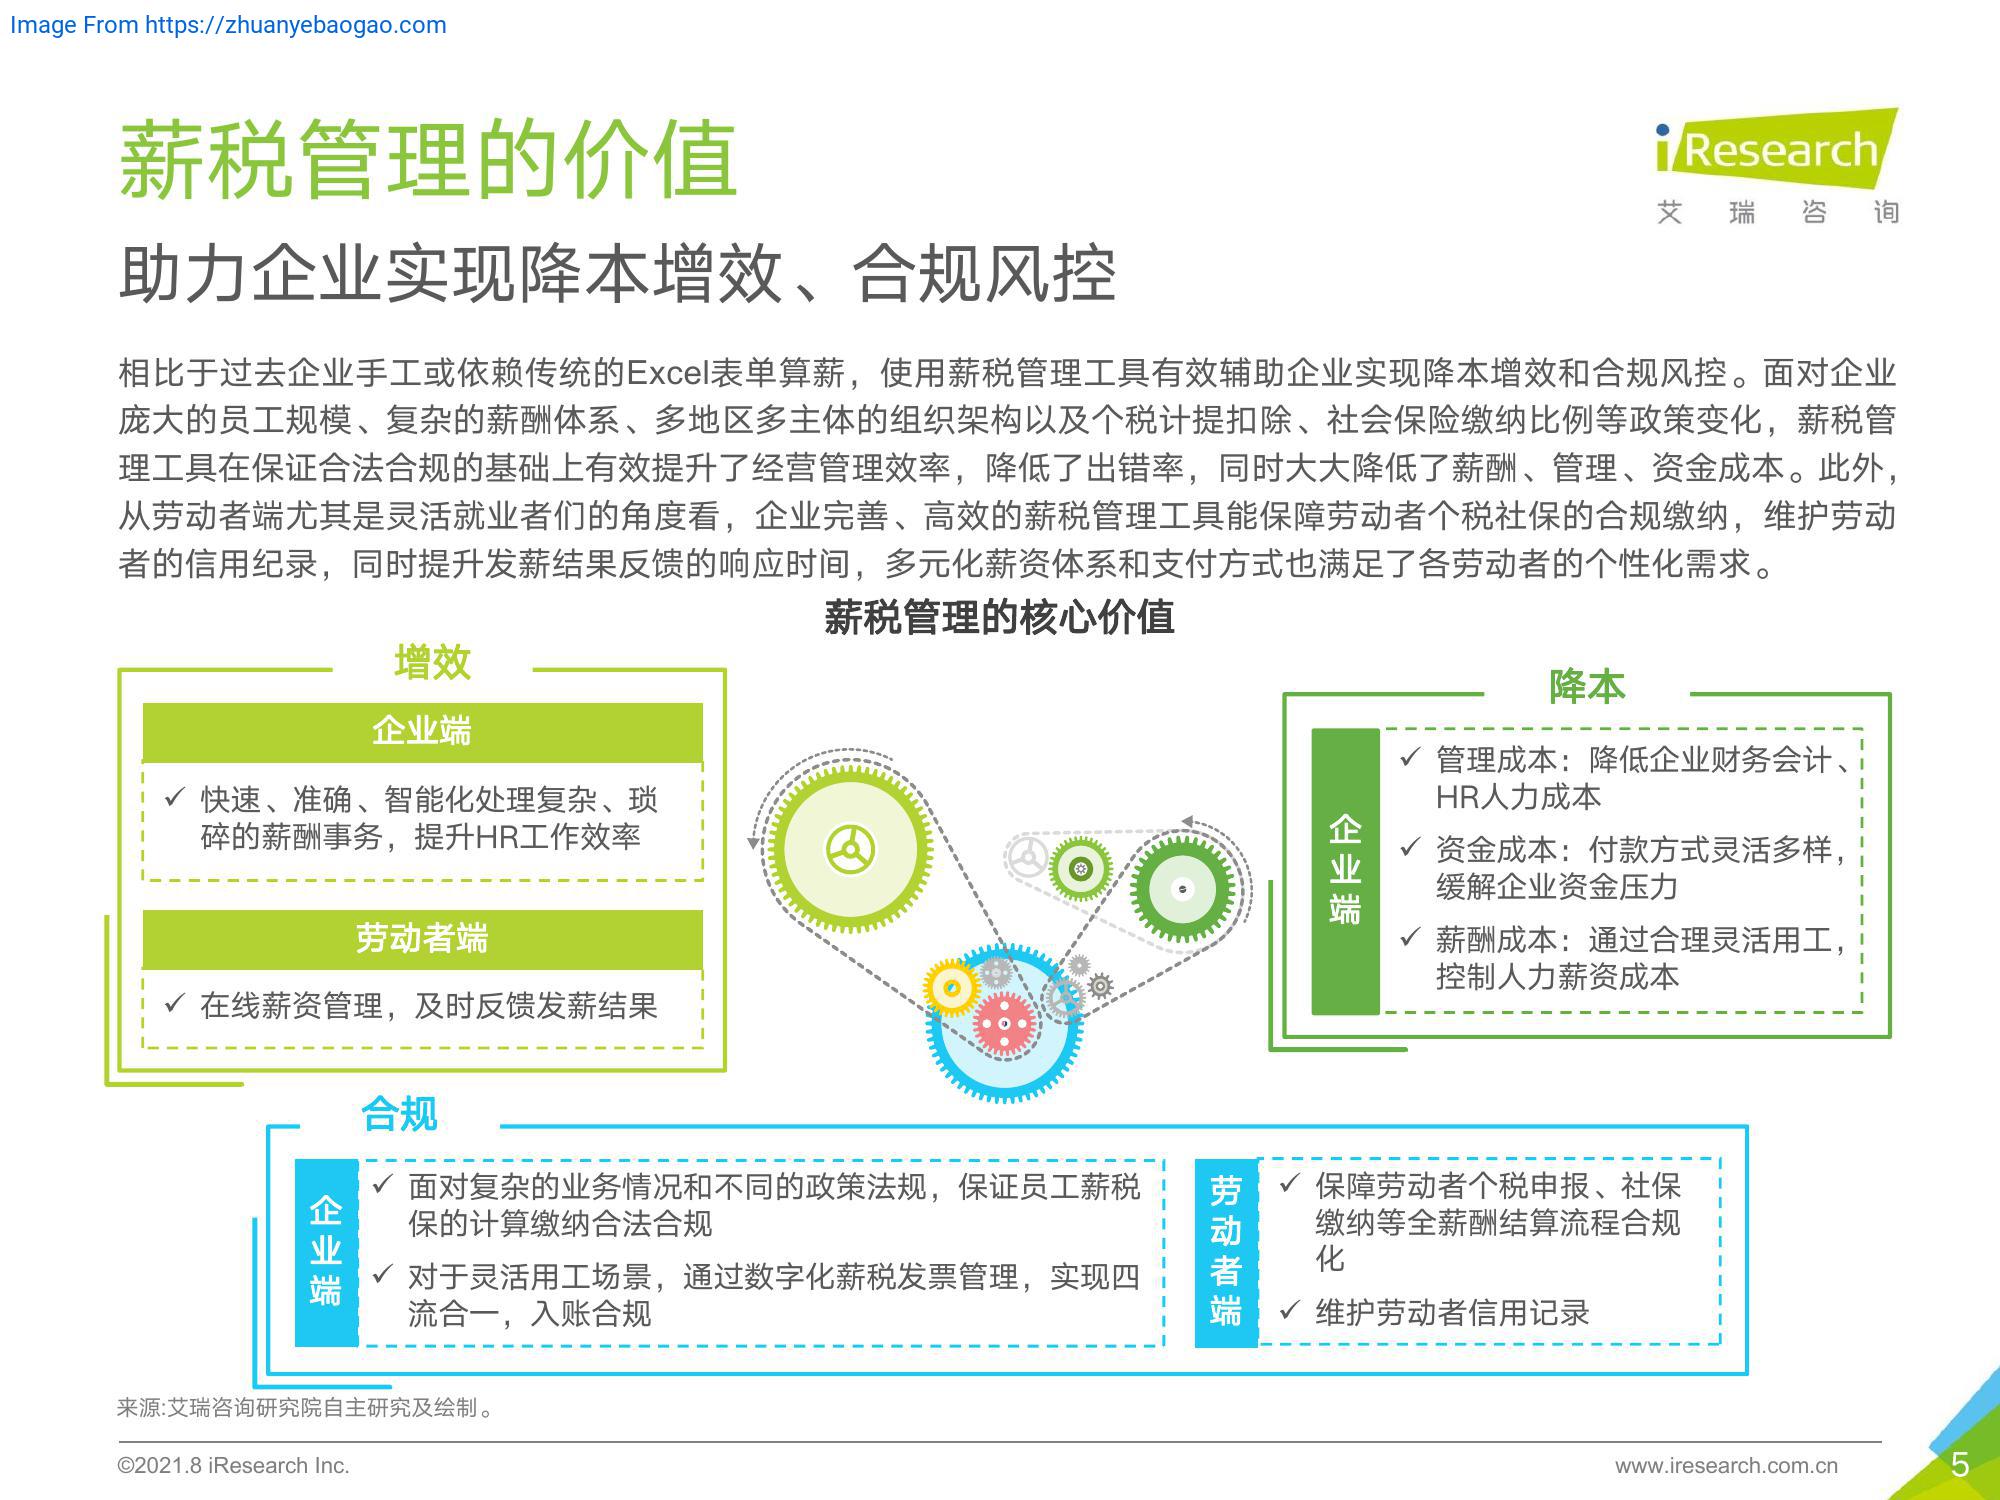 Image From https://zhuanyebaogao.com
薪税管理的价值
iResearch
艾瑞咨询
助力企业实现降本增效、合规风控
相比于过去企业手工或依赖传统的Excel表单算薪，使用薪税管理工具有效辅助企业实现降本增效和合规风控。面对企业
庞大的员工规模、复杂的薪酬体系、多地区多主体的组织架构以及个税计提扣除、社会保险缴纳比例等政策变化，薪税管
理工具在保证合法合规的基础上有效提升了经营管理效率，降低了出错率，同时大大降低了薪酬、管理、资金成本。此外，
从劳动者端尤其是灵活就业者们的角度看，企业完善、高效的薪税管理工具能保障劳动者个税社保的合规缴纳，维护劳动
者的信用纪录，同时提升发薪结果反馈的响应时间，多元化薪资体系和支付方式也满足了各劳动者的个性化需求。
薪税管理的核心价值
增效
企业端
✓ 快速、准确、智能化处理复杂、琐
碎的薪酬事务，提升HR工作效率
劳动者端
✓ 在线薪资管理，及时反馈发薪结果
降本
企业端
✓ 管理成本：降低企业财务会计、
HR人力成本
✓ 资金成本：付款方式灵活多样，
缓解企业资金压力
✓ 薪酬成本：通过合理灵活用工，
控制人力薪资成本
合规
企业端
✓ 面对复杂的业务情况和不同的政策法规，保证员工薪税
保的计算缴纳合法合规
✓ 对于灵活用工场景，通过数字化薪税发票管理，实现四
流合一，入账合规
劳动者端
✓ 保障劳动者个税申报、社保
缴纳等全薪酬结算流程合规
化
✓ 维护劳动者信用记录
来源:艾瑞咨询研究院自主研究及绘制。
©2021.8 iResearch Inc.
www.iresearch.com.cn
5